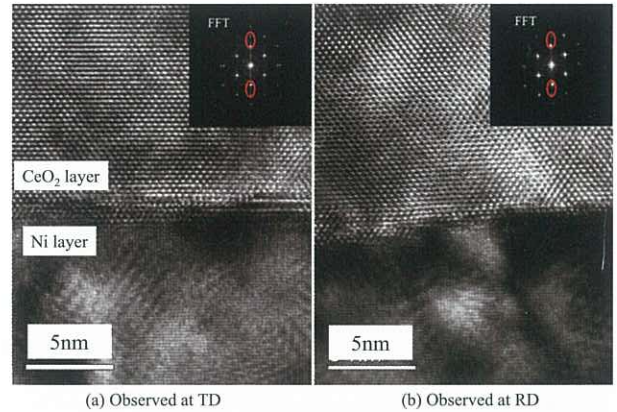 FFT
FFT
CeO₂ layer
Ni layer
5nm
5nm
(a) Observed at TD
(b) Observed at RD